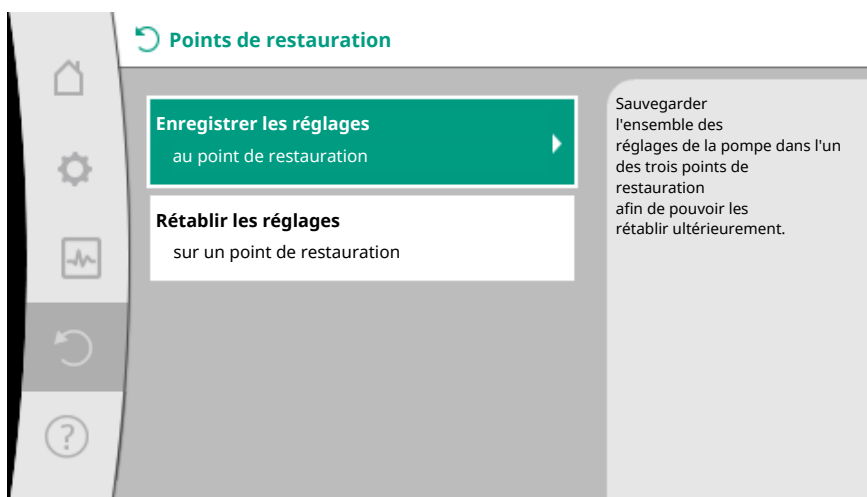 Points de restauration
Enregistrer les réglages
au point de restauration
Rétablir les réglages
sur un point de restauration
Sauvegarder
l'ensemble des
réglages de la pompe dans l'un
des trois points de
restauration
afin de pouvoir les
rétablir ultérieurement.
?